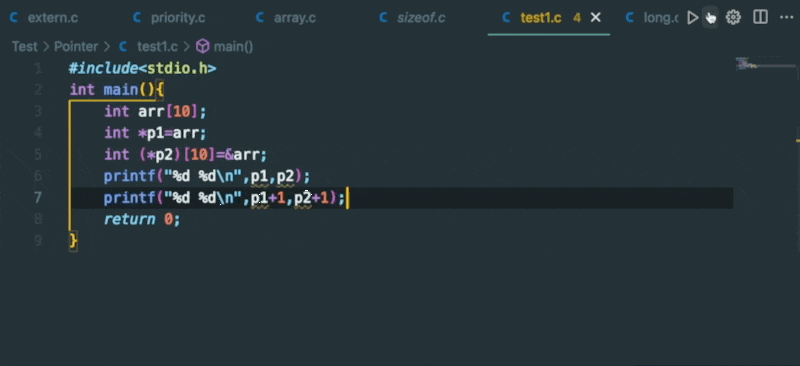 extern.c priority.c array.c sizeof.c test1.c 4 long.c
Test > Pointer > test1.c > main()
1 #include<stdio.h>
2 int main(){
3 int arr[10];
4 int *p1=arr;
5 int (*p2)[10]=&arr;
6 printf("%d %d\n",p1,p2);
7 printf("%d %d\n",p1+1,p2+1);
8 return 0;
9 }